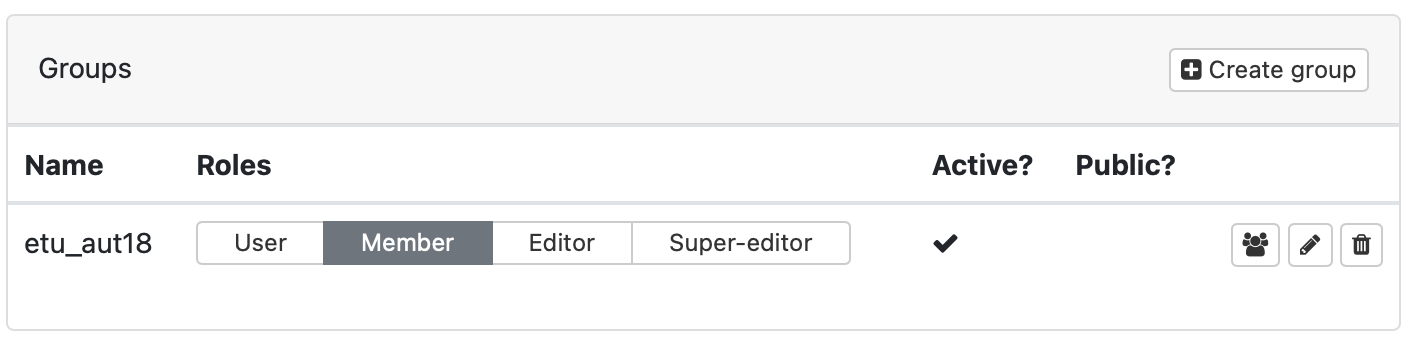 Groups
Create group
Name Roles Active? Public?
etu_aut18 User Member Editor Super-editor